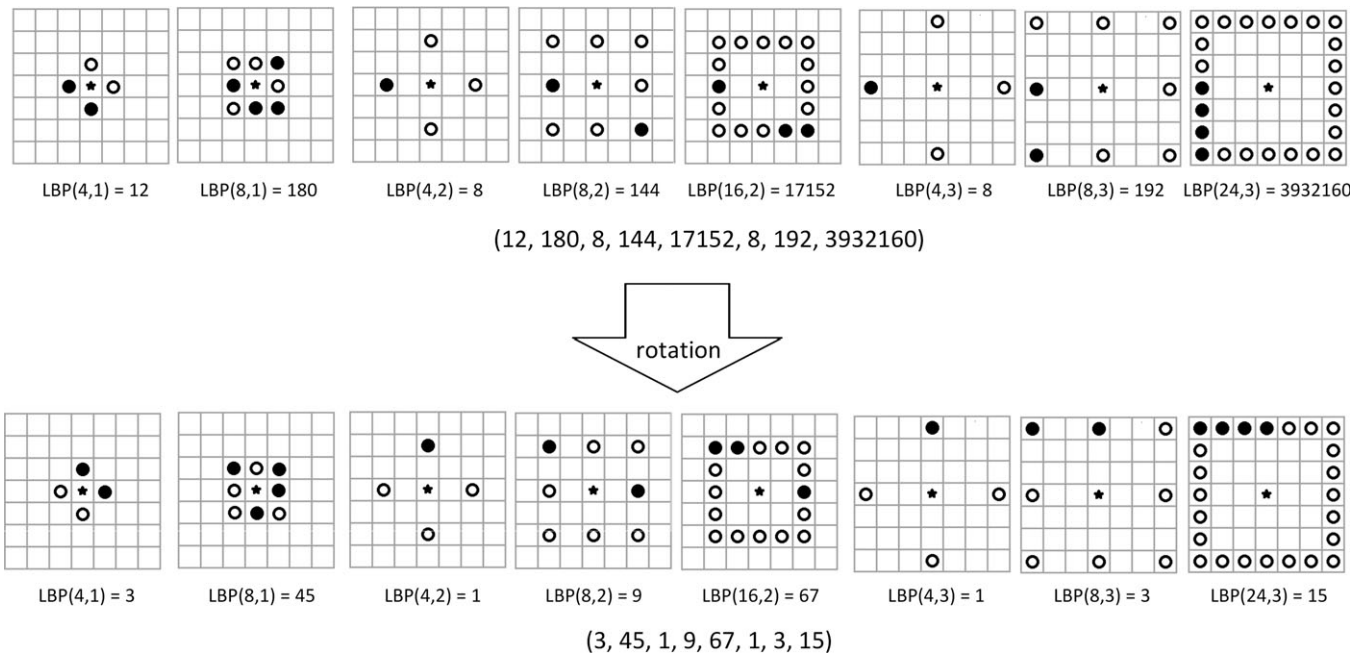 LBP(4,1) = 12 LBP(8,1) = 180 LBP(4,2) = 8 LBP(8,2) = 144 LBP(16,2) = 17152 LBP(4,3) = 8 LBP(8,3) = 192 LBP(24,3) = 3932160
(12, 180, 8, 144, 17152, 8, 192, 3932160)
rotation
LBP(4,1) = 3 LBP(8,1) = 45 LBP(4,2) = 1 LBP(8,2) = 9 LBP(16,2) = 67 LBP(4,3) = 1 LBP(8,3) = 3 LBP(24,3) = 15
(3, 45, 1, 9, 67, 1, 3, 15)